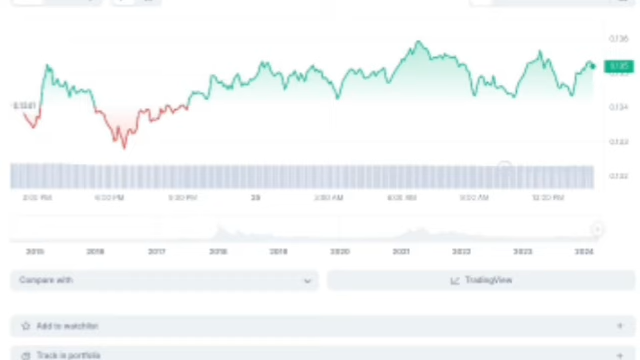 0.136
0.135
0.1341
0.134
0.133
0.132
3:00 PM 6:00 PM 9:00 PM 3:00 AM 6:00 AM 9:00 AM 12:00 PM
2015 2016 2017 2018 2019 2020 2021 2022 2023 2024
Compare with
TradingView
Add to watchlist
Track in portfolio